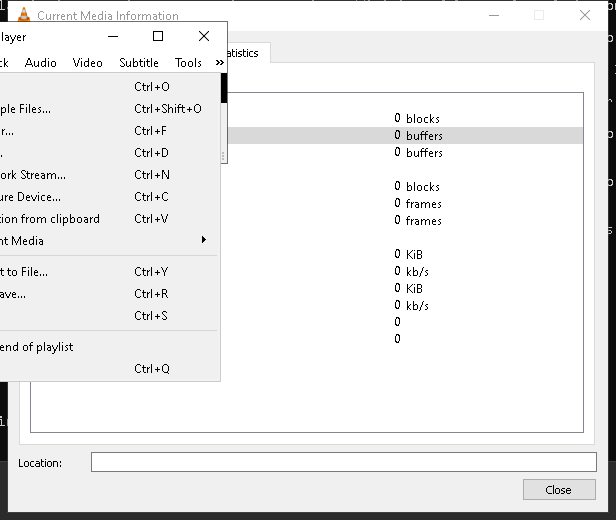 Current Media Information
layer
ck Audio Video Subtitle Tools »
atistics
Ctrl+O
ple Files... Ctrl+Shift+O
r... Ctrl+F
Ctrl+D
ork Stream... Ctrl+N
ure Device... Ctrl+C
tion from clipboard Ctrl+V
nt Media
t to File... Ctrl+Y
ave... Ctrl+R
Ctrl+S
end of playlist
Ctrl+Q
0 blocks
0 buffers
0 buffers
0 blocks
0 frames
0 frames
0 KiB
0 kb/s
0 KiB
0 kb/s
0
0
Location:
Close